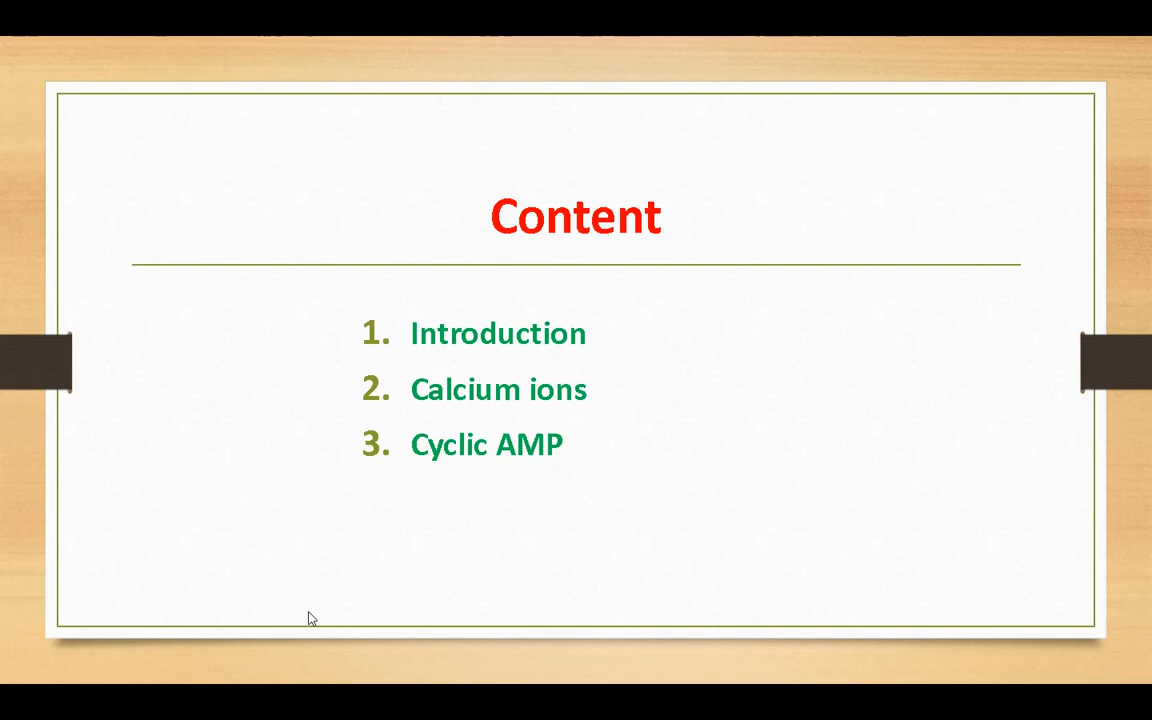 Content
1. Introduction
2. Calcium ions
3. Cyclic AMP